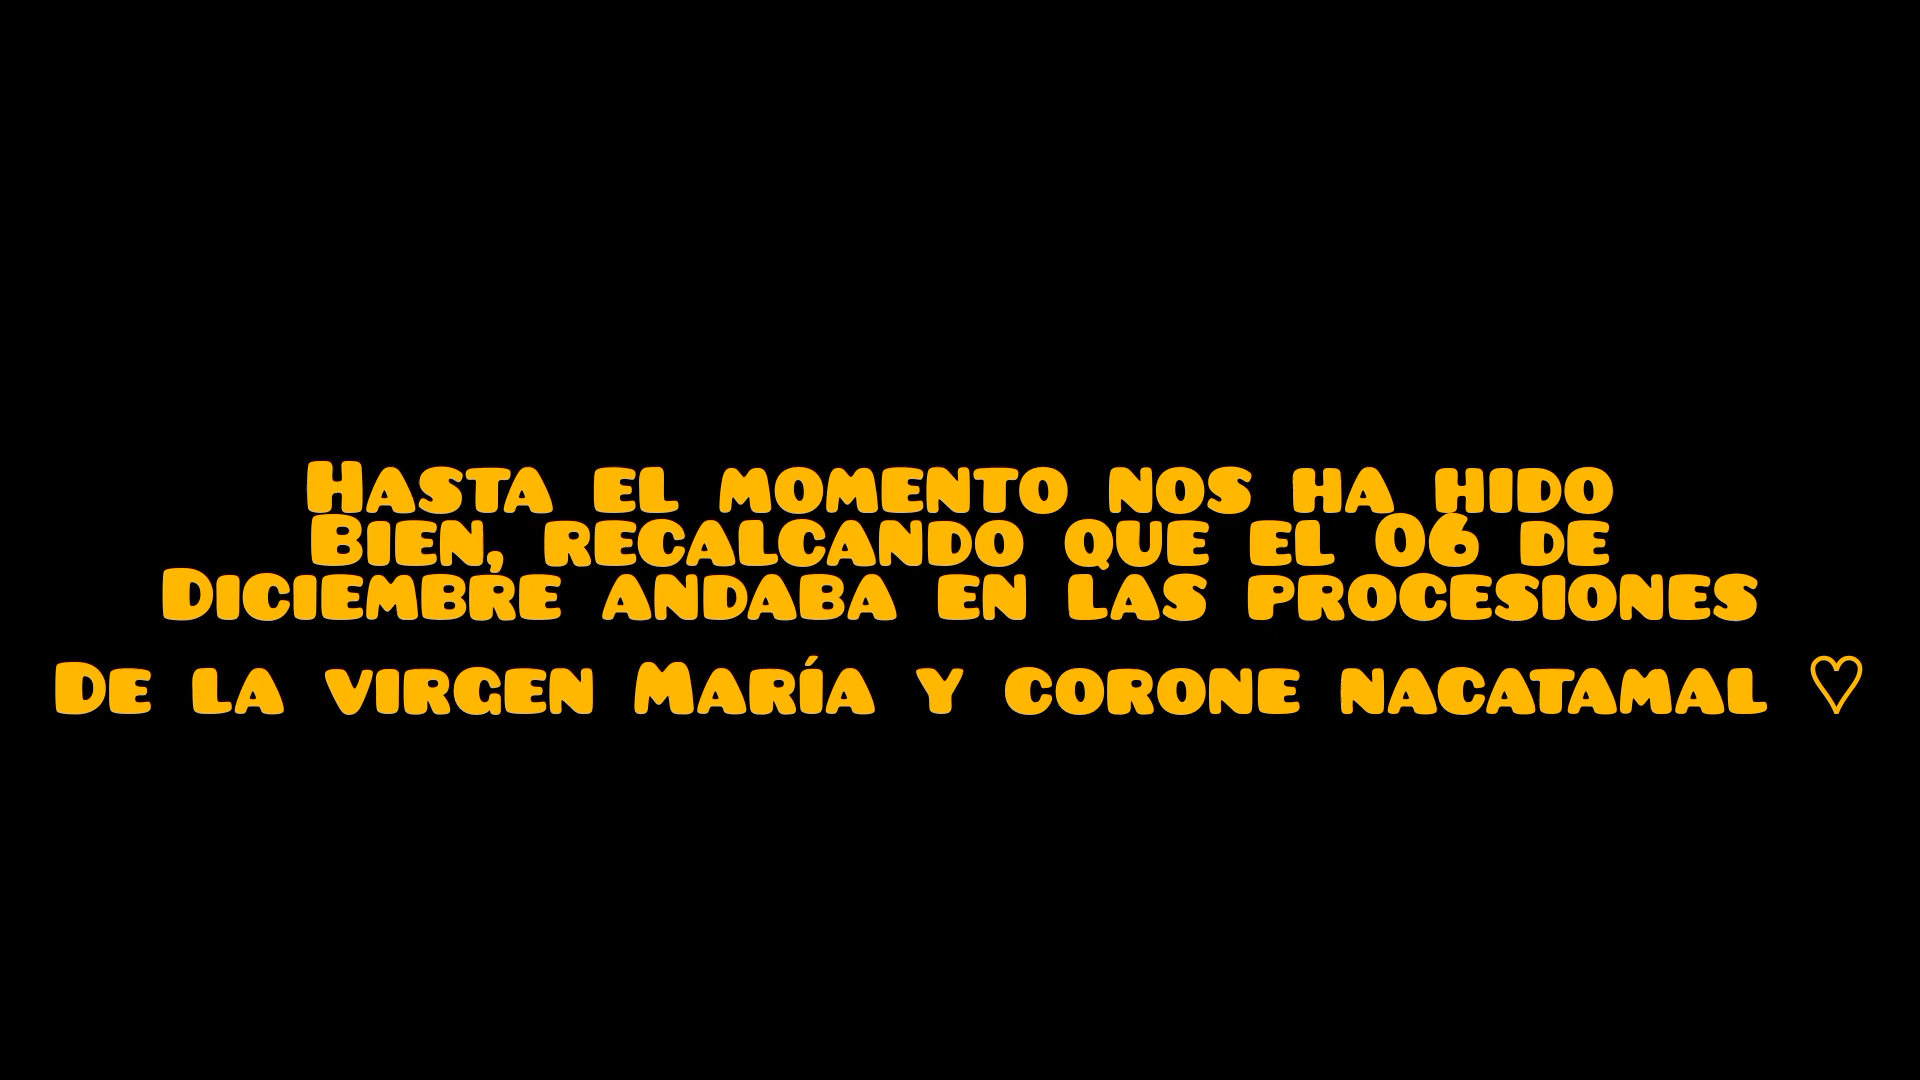 Hasta el momento nos ha hido
Bien, recalcando que el 06 de
Diciembre andaba en las procesiones
De la virgen María y corone nacatamal ♡